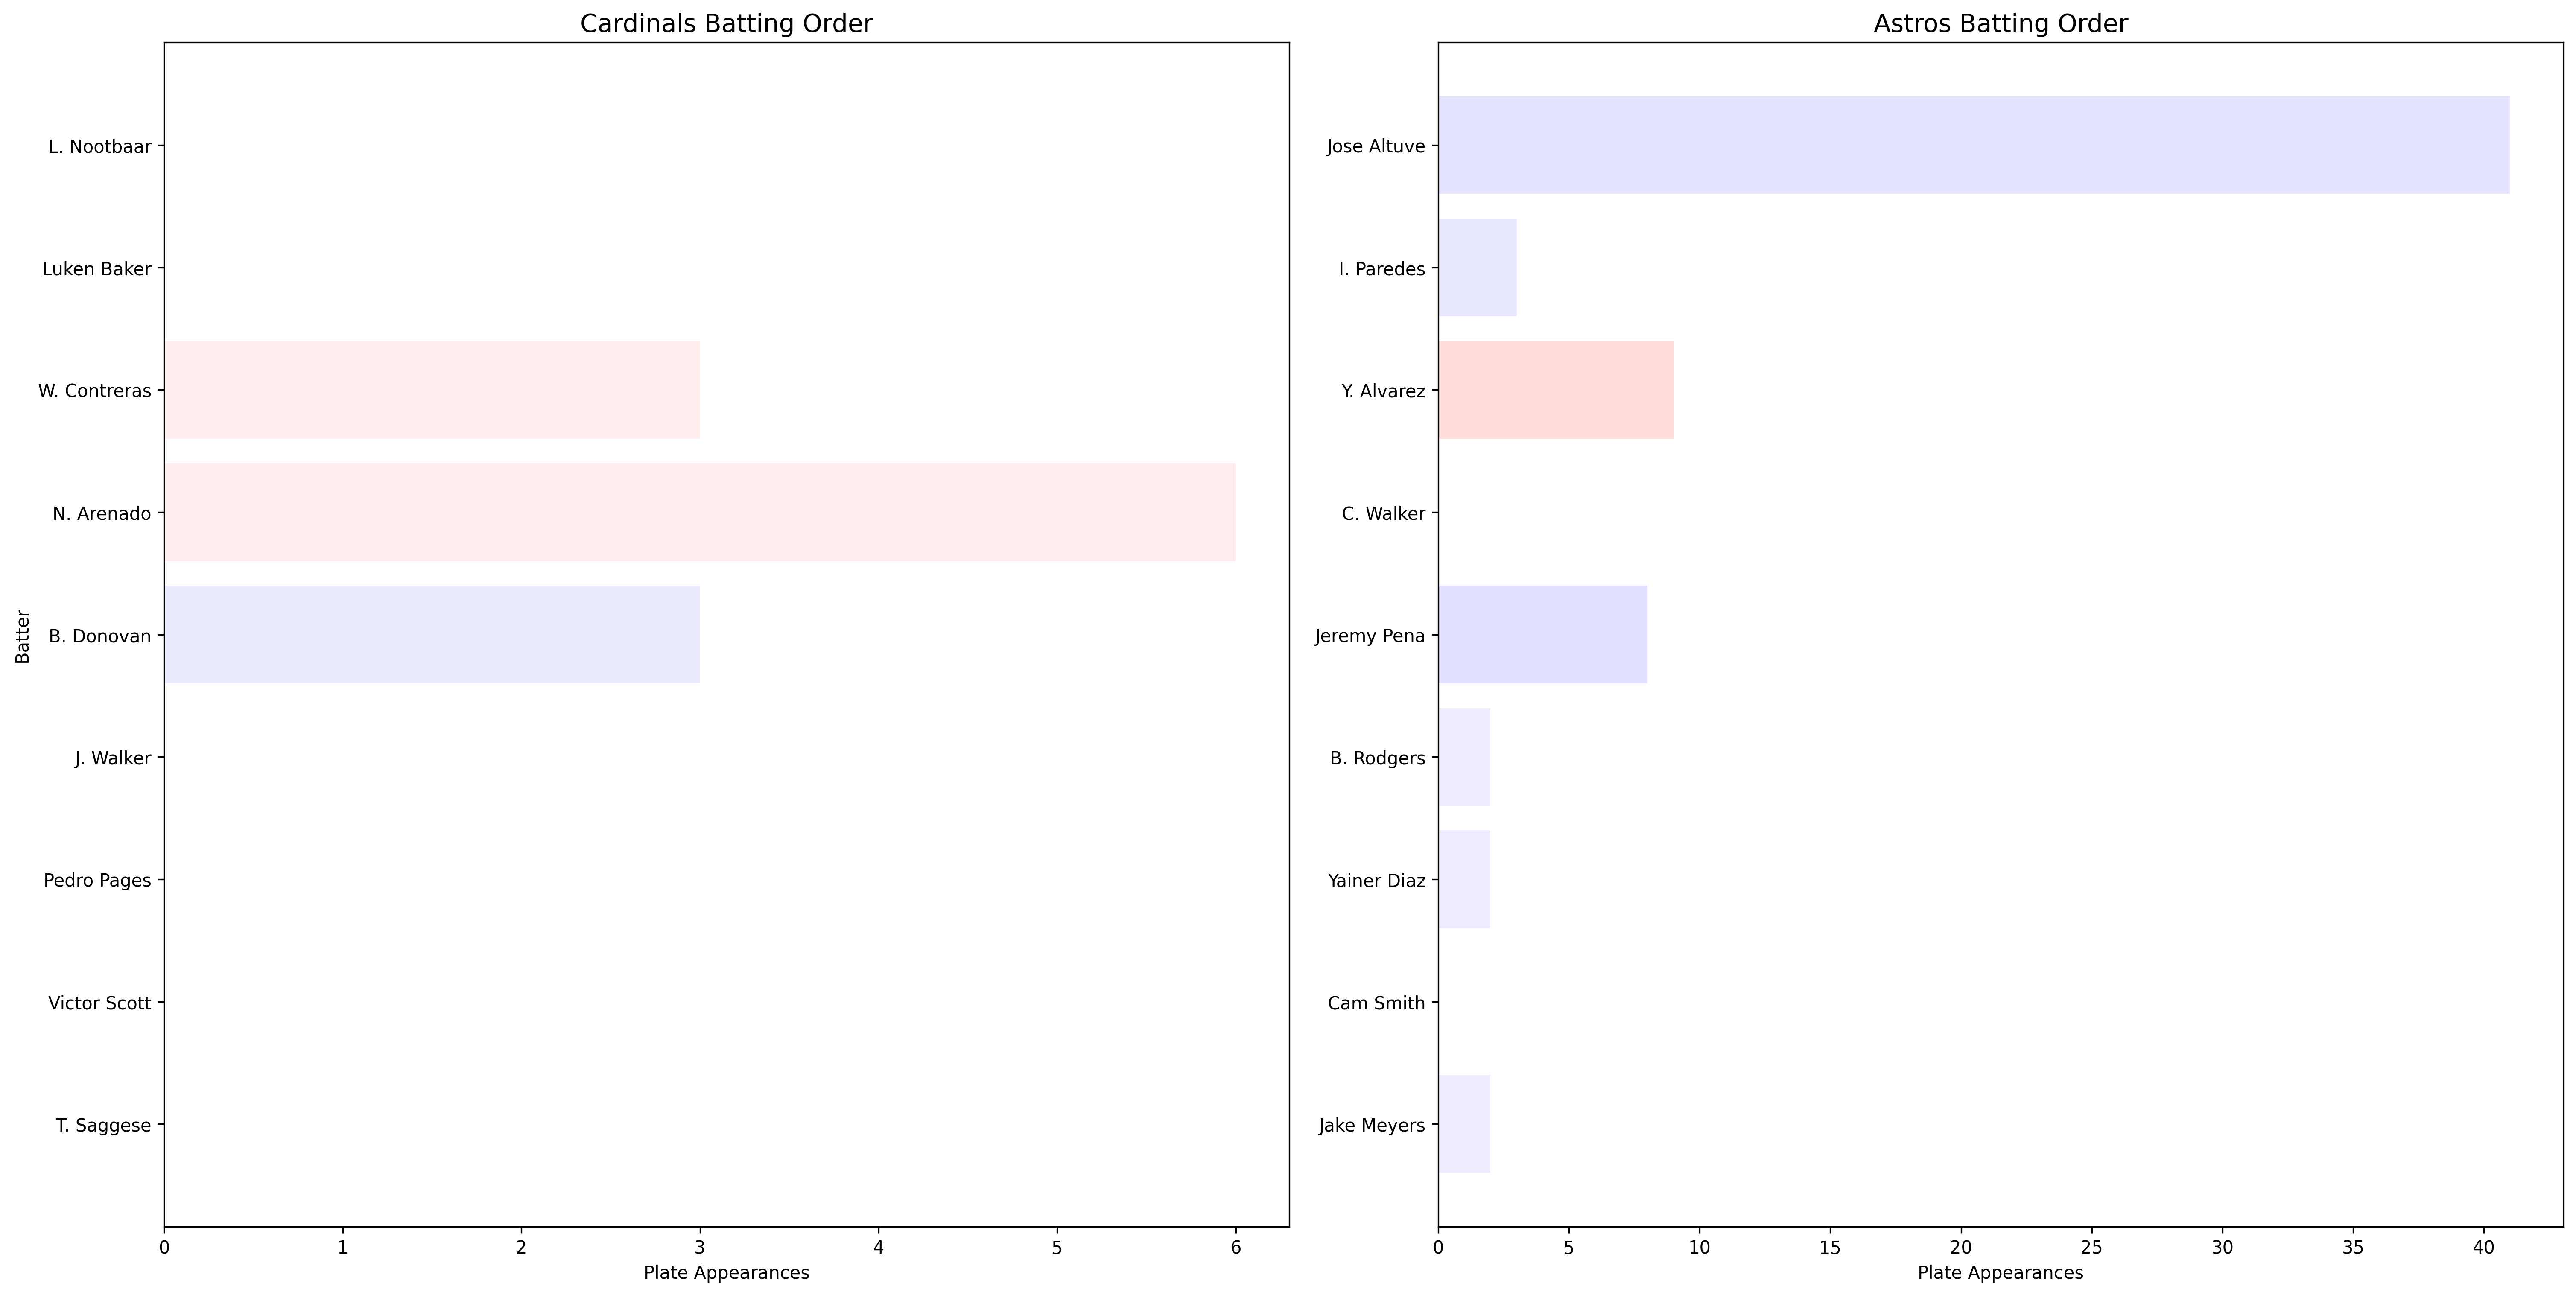 Cardinals Batting Order
L. Nootbaar
Luken Baker
W. Contreras
N. Arenado
B. Donovan
J. Walker
Pedro Pages
Victor Scott
T. Saggese
Batter
0 1 2 3 4 5 6
Plate Appearances
Astros Batting Order
Jose Altuve
I. Paredes
Y. Alvarez
C. Walker
Jeremy Pena
B. Rodgers
Yainer Diaz
Cam Smith
Jake Meyers
0 5 10 15 20 25 30 35 40
Plate Appearances